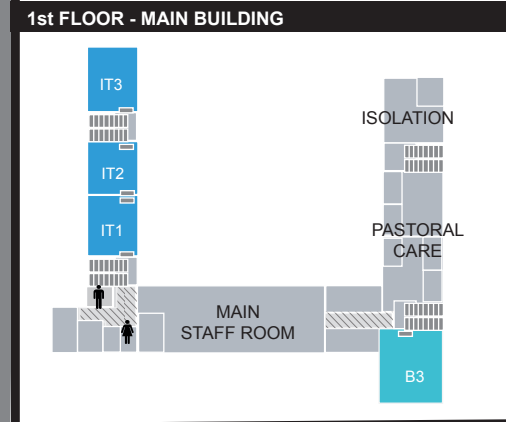 1st FLOOR - MAIN BUILDING
IT3
ISOLATION
IT2
IT1
PASTORAL
CARE
MAIN
STAFF ROOM
B3